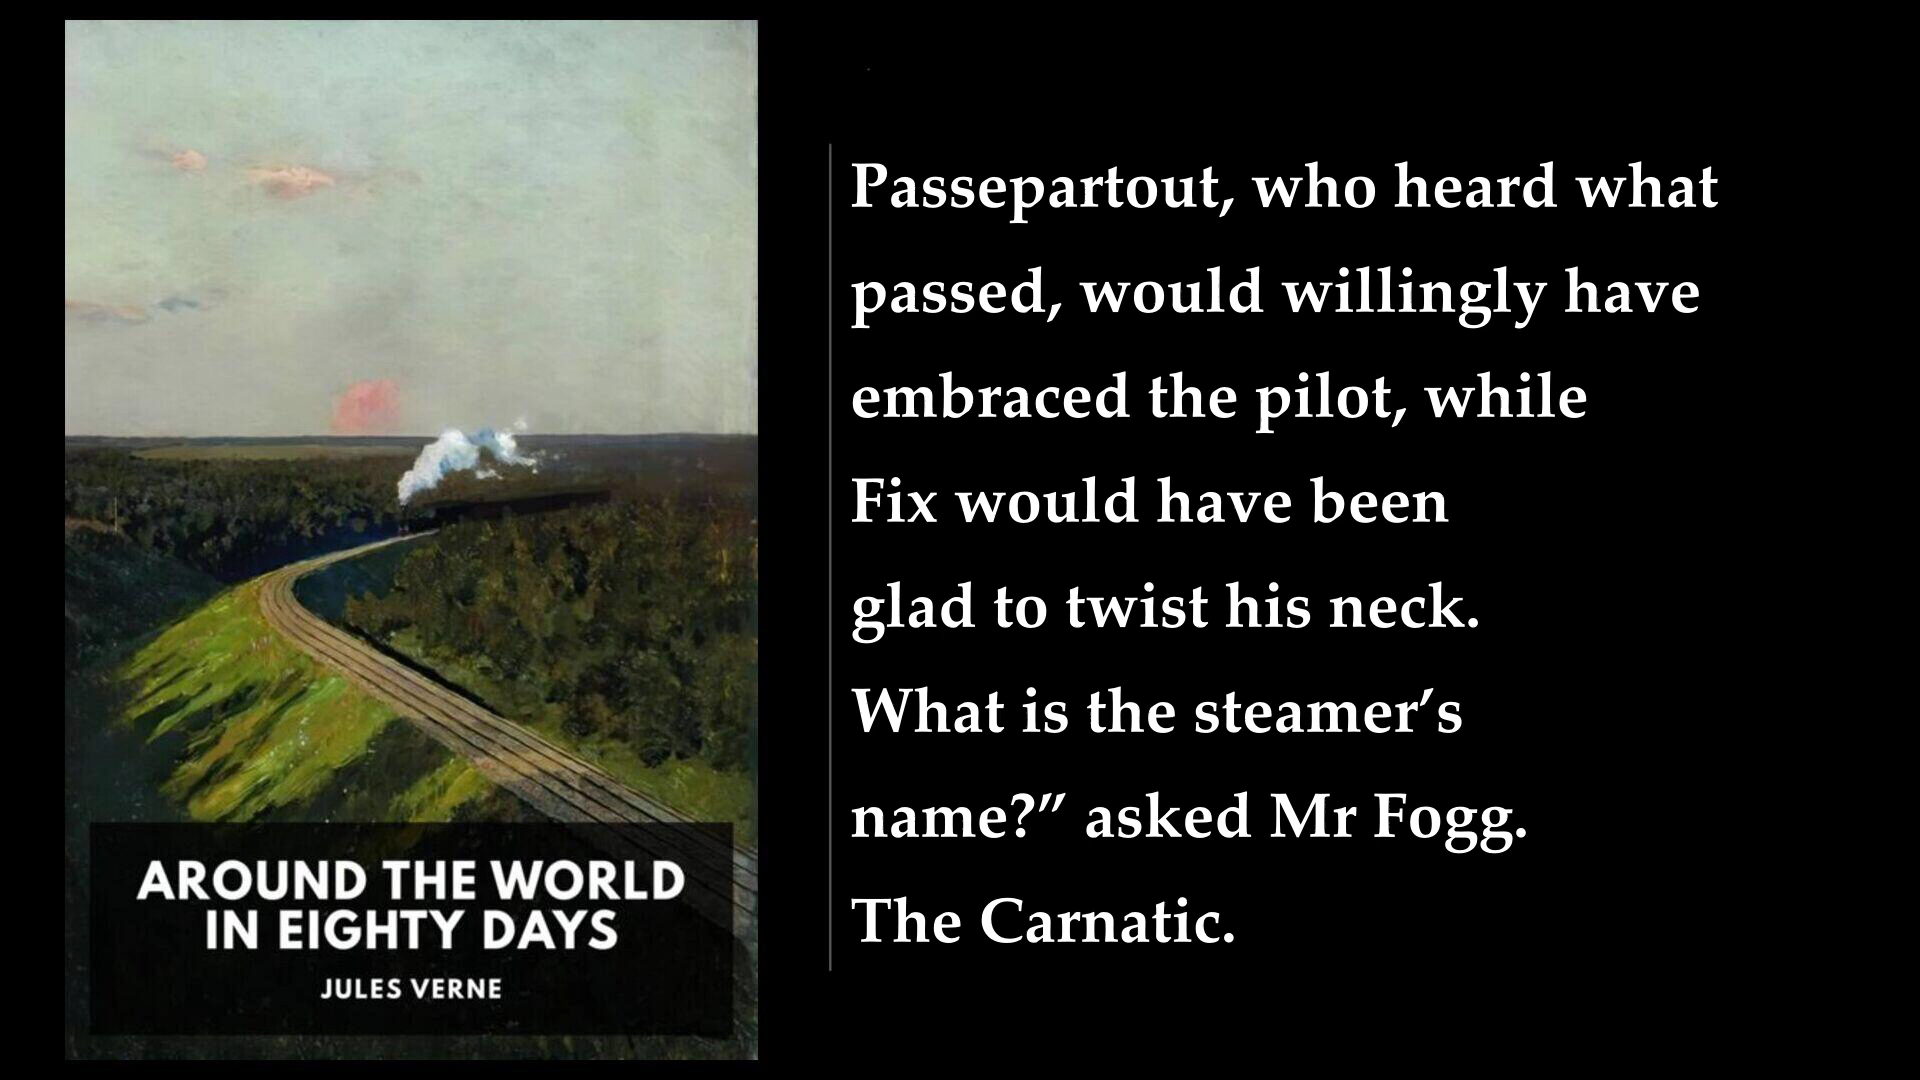 AROUND THE WORLD
IN EIGHTY DAYS
JULES VERNE
Passepartout, who heard what
passed, would willingly have
embraced the pilot, while
Fix would have been
glad to twist his neck.
What is the steamer’s
name?” asked Mr Fogg.
The Carnatic.